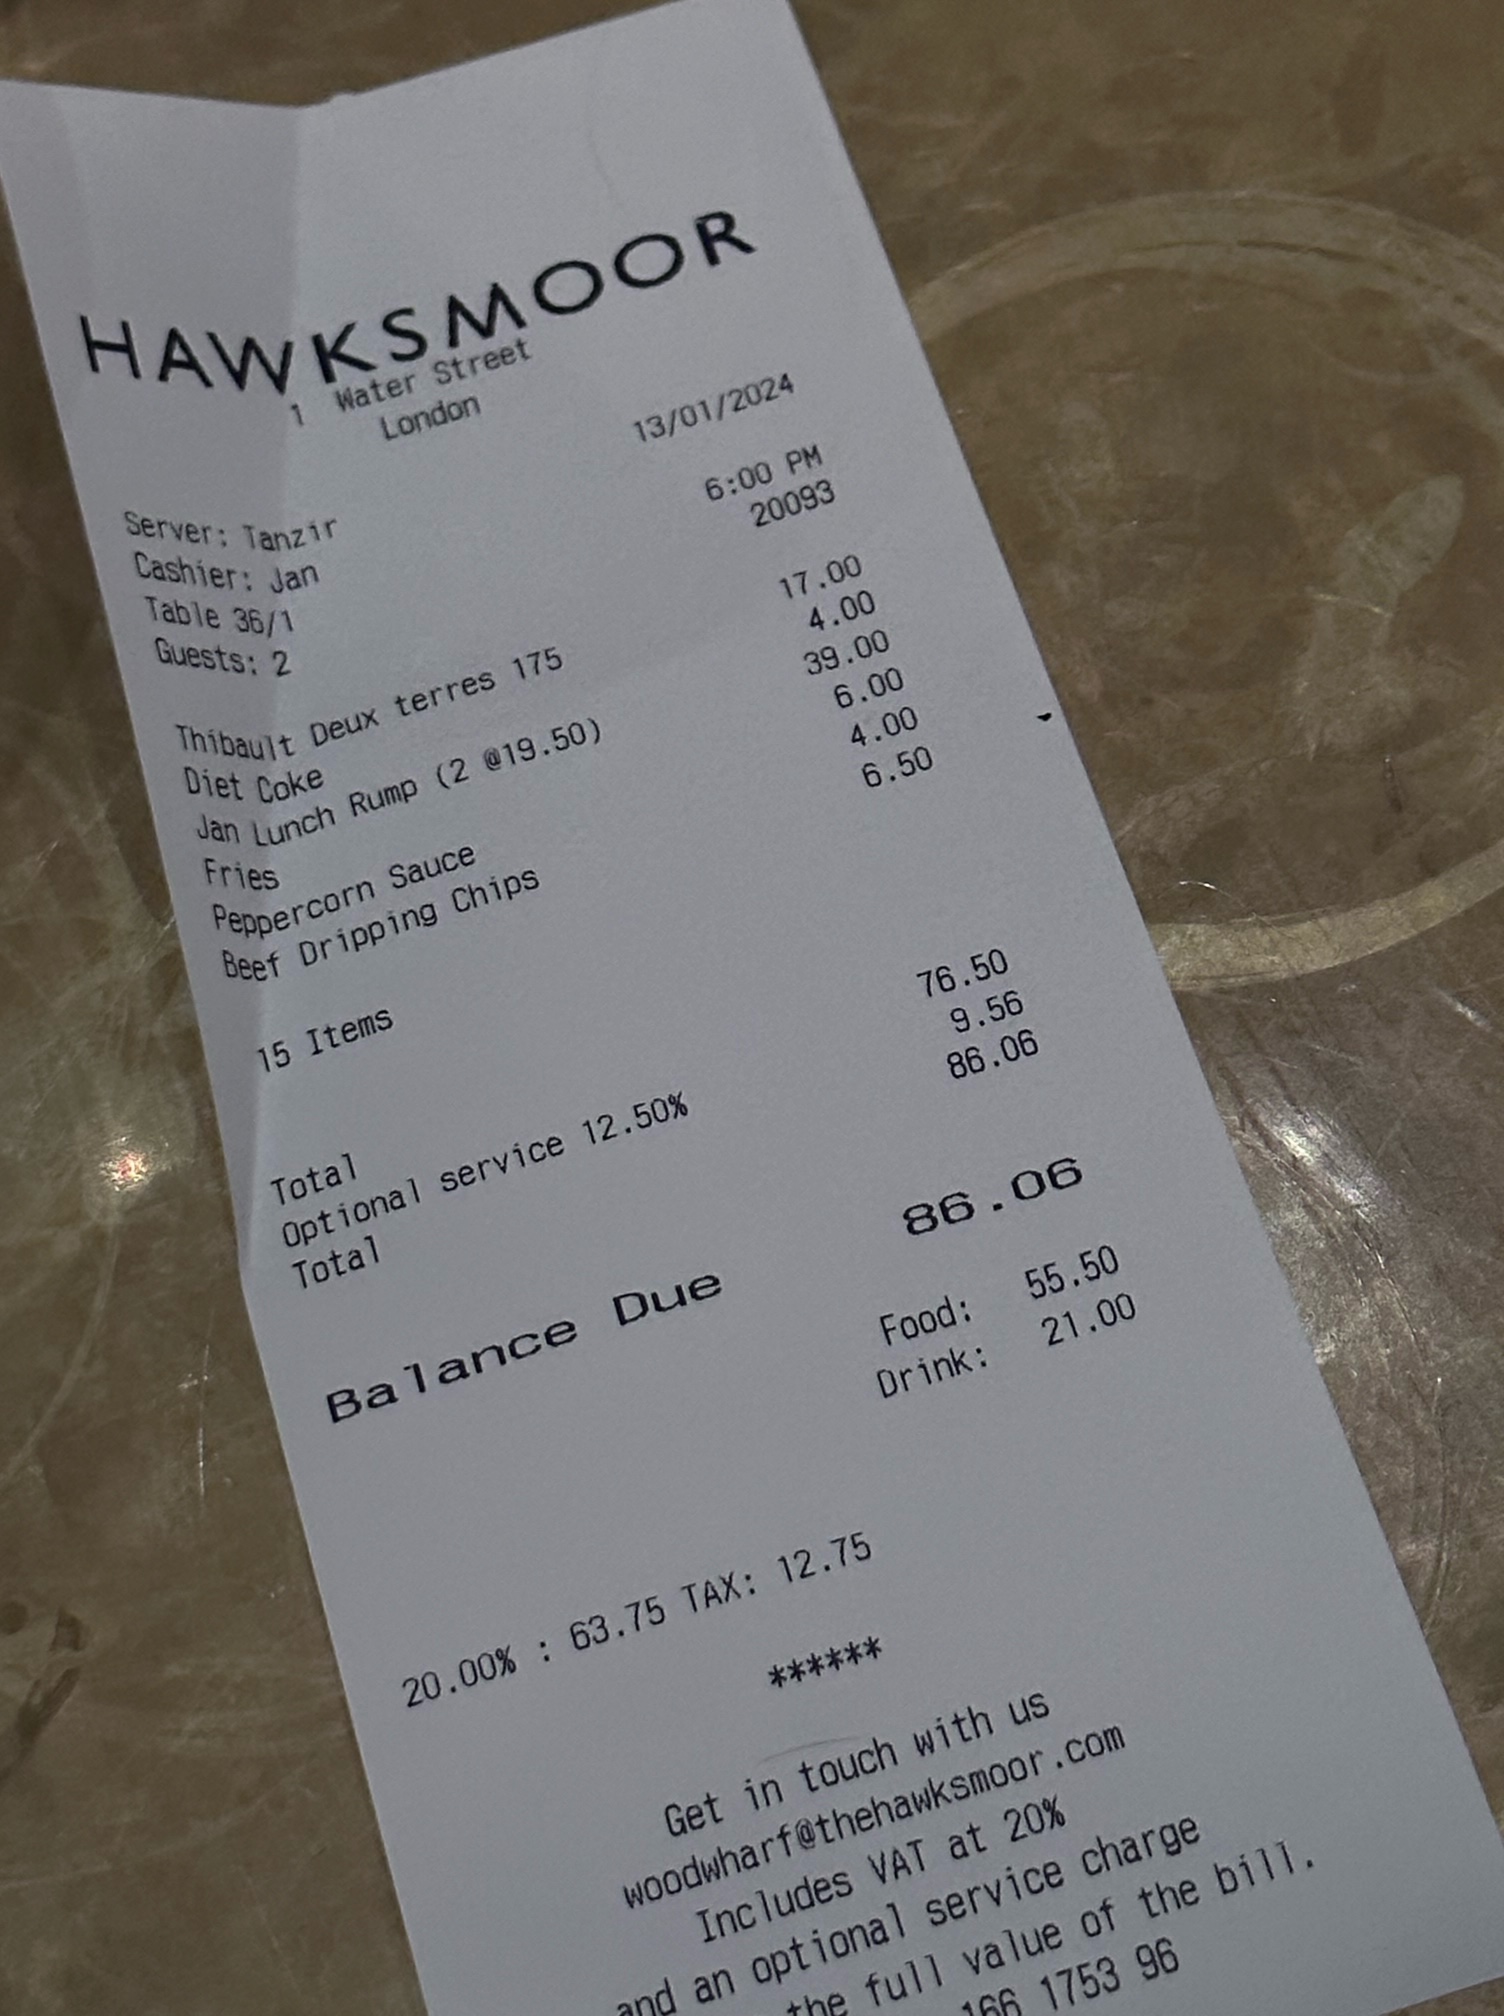 HAWKSMOOR
1 Water Street
London
13/01/2024
Server: Tanzir 6:00 PM
Cashier: Jan 20093
Table 36/1
Guests: 2
Thibault Deux terres 175 17.00
Diet Coke 4.00
Jan Lunch Rump (2 @19.50) 39.00
Fries 6.00
Peppercorn Sauce 4.00
Beef Dripping Chips 6.50
15 Items
Total 76.50
Optional service 12.50% 9.56
Total 86.06
Balance Due 86.06
Food: 55.50
Drink: 21.00
20.00% : 63.75 TAX: 12.75
******
Get in touch with us
woodwharf@thehawksmoor.com
Includes VAT at 20%
and an optional service charge
the full value of the bill.
166 1753 96